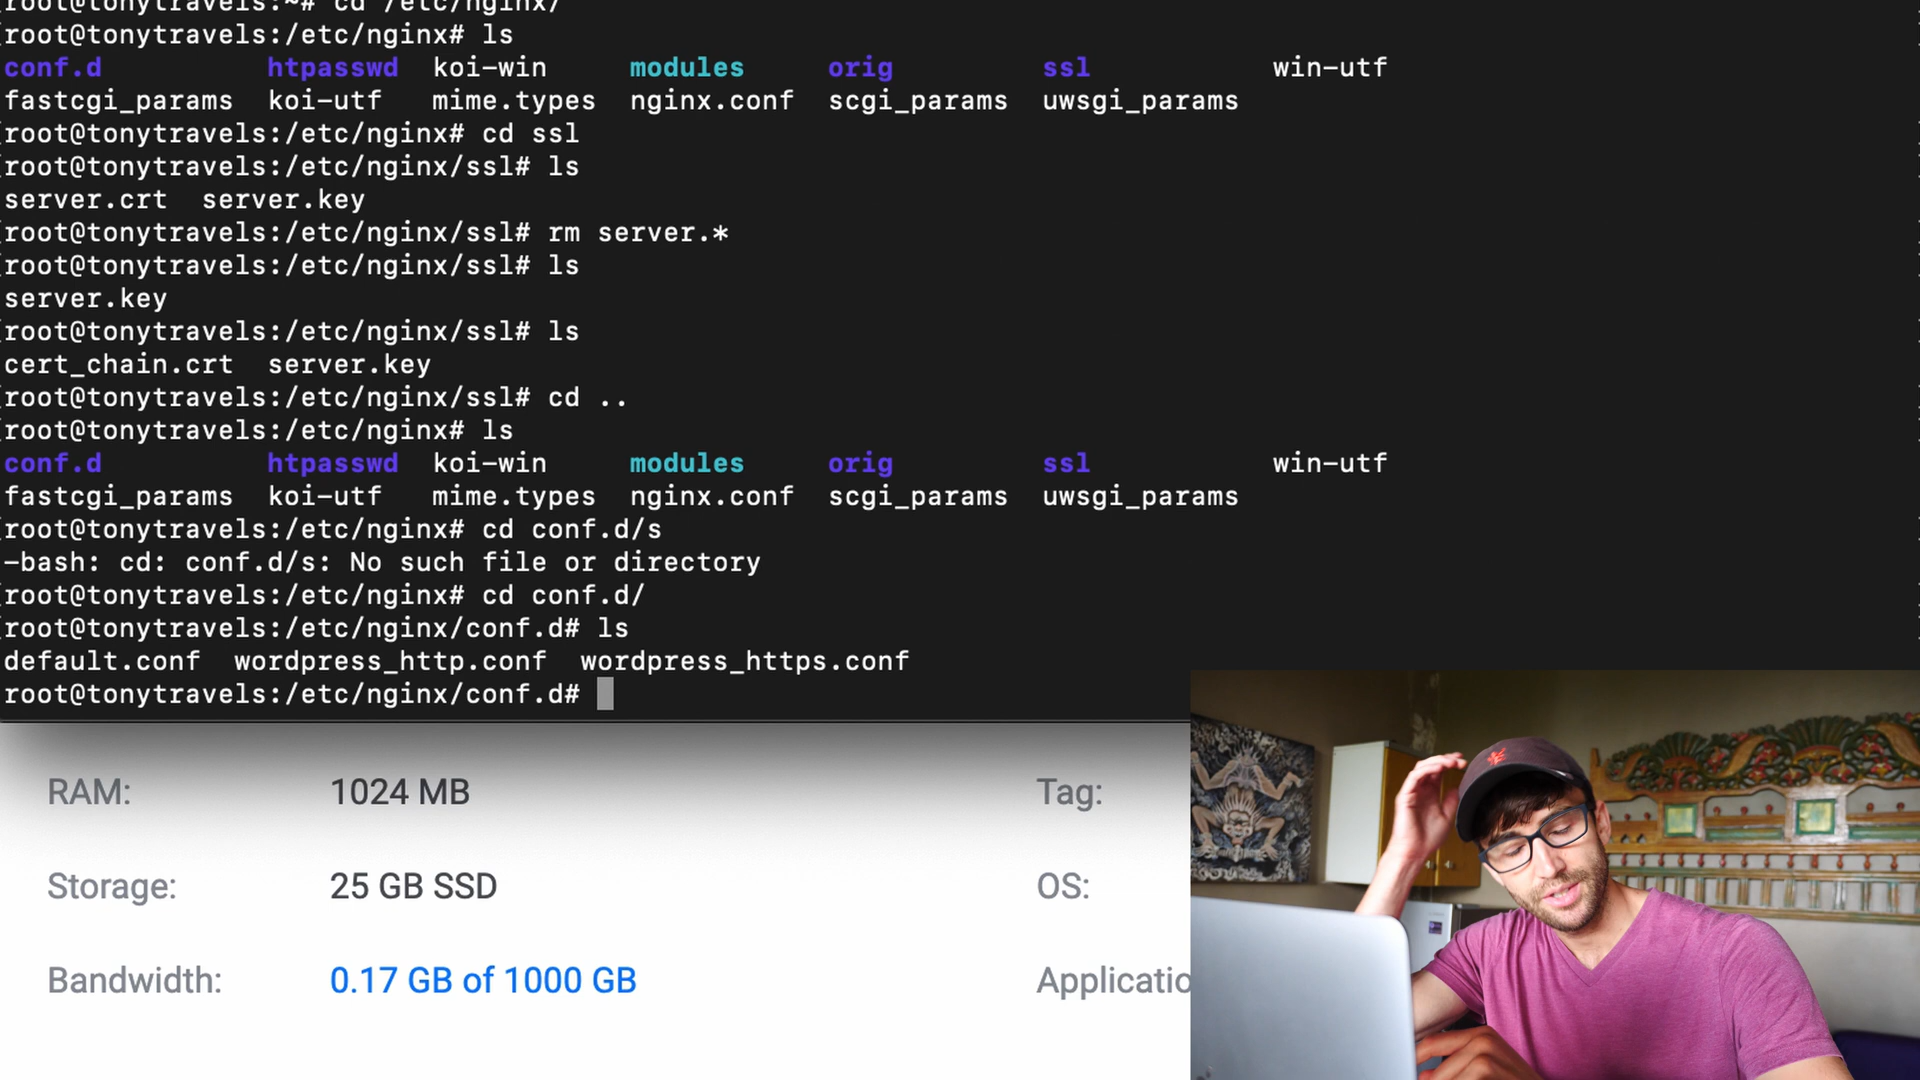 (root@tonytravels:~# cd /etc/nginx/
(root@tonytravels:/etc/nginx# ls
conf.d htpasswd koi-win modules orig ssl win-utf
fastcgi_params koi-utf mime.types nginx.conf scgi_params uwsgi_params
(root@tonytravels:/etc/nginx# cd ssl
(root@tonytravels:/etc/nginx/ssl# ls
server.crt server.key
(root@tonytravels:/etc/nginx/ssl# rm server.*
(root@tonytravels:/etc/nginx/ssl# ls
server.key
(root@tonytravels:/etc/nginx/ssl# ls
cert_chain.crt server.key
(root@tonytravels:/etc/nginx/ssl# cd ..
(root@tonytravels:/etc/nginx# ls
conf.d htpasswd koi-win modules orig ssl win-utf
fastcgi_params koi-utf mime.types nginx.conf scgi_params uwsgi_params
(root@tonytravels:/etc/nginx# cd conf.d/s
-bash: cd: conf.d/s: No such file or directory
(root@tonytravels:/etc/nginx# cd conf.d/
(root@tonytravels:/etc/nginx/conf.d# ls
default.conf wordpress_http.conf wordpress_https.conf
root@tonytravels:/etc/nginx/conf.d#
RAM: 1024 MB Tag:
Storage: 25 GB SSD OS:
Bandwidth: 0.17 GB of 1000 GB Applicatio